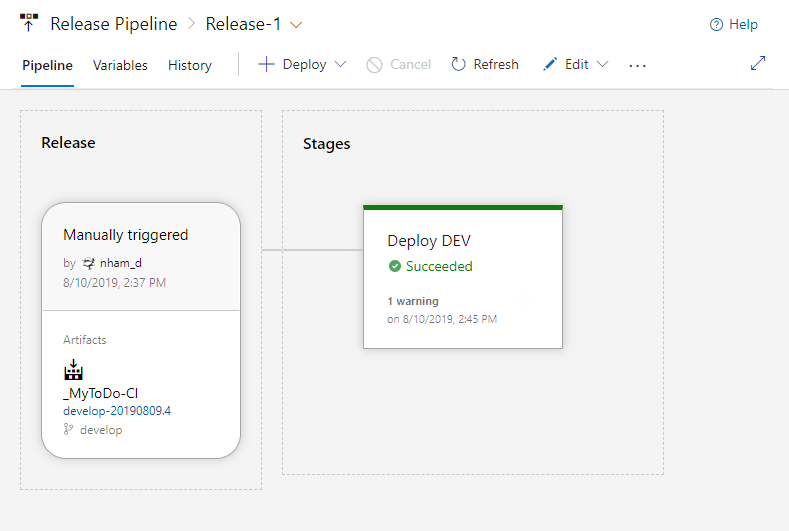 Release Pipeline > Release-1
Help
Pipeline Variables History Deploy Cancel Refresh Edit ...
Release
Manually triggered
by nham_d
8/10/2019, 2:37 PM
Artifacts
_MyToDo-CI
develop-20190809.4
develop
Stages
Deploy DEV
Succeeded
1 warning
on 8/10/2019, 2:45 PM